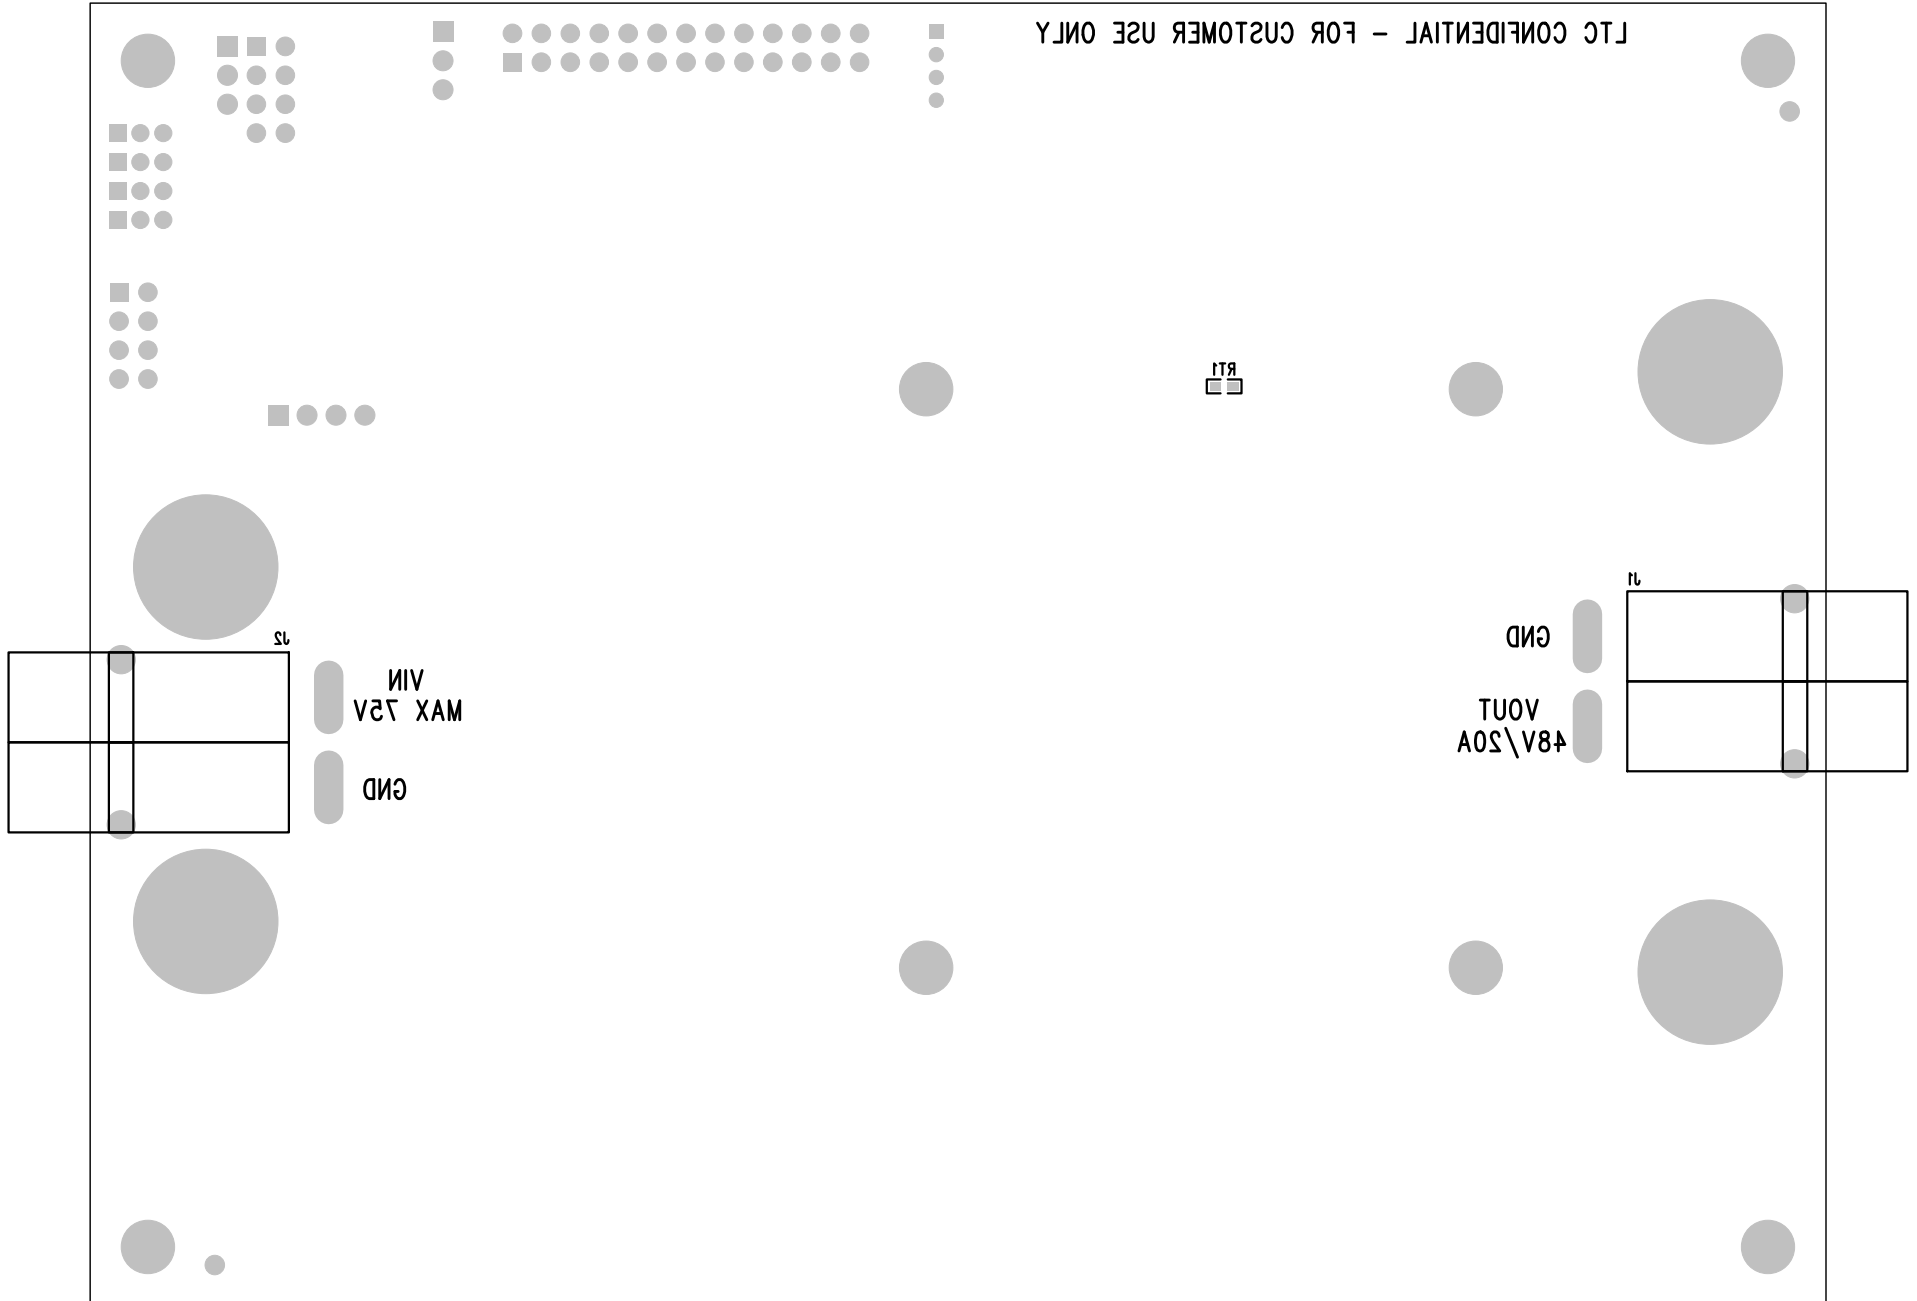 LTC CONFIDENTIAL - FOR CUSTOMER USE ONLY
RT1
J1
GND
VOUT
48V/20A
J2
VIN
MAX 75V
GND